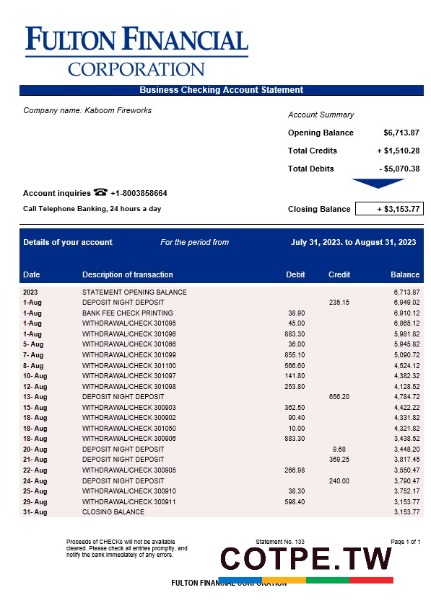 FULTON FINANCIAL
CORPORATION
Business Checking Account Statement
Company name: Kaboom Fireworks
Account Summary
Opening Balance $6,713.87
Total Credits + $1,510.28
Total Debits - $5,070.38
Account inquiries ☎ +1-8003858664
Call Telephone Banking, 24 hours a day
Closing Balance + $3,153.77
Details of your account For the period from July 31, 2023. to August 31, 2023
Date Description of transaction Debit Credit Balance
2023 STATEMENT OPENING BALANCE 6,713.87
1-Aug DEPOSIT NIGHT DEPOSIT 235.15 6,949.02
1-Aug BANK FEE CHECK PRINTING 38.90 6,910.12
1-Aug WITHDRAWAL/CHECK 301095 45.00 6,865.12
1-Aug WITHDRAWAL/CHECK 301096 883.30 5,981.82
5- Aug WITHDRAWAL/CHECK 301066 36.00 5,945.82
7- Aug WITHDRAWAL/CHECK 301099 855.10 5,090.72
8- Aug WITHDRAWAL/CHECK 301100 566.60 4,524.12
10- Aug WITHDRAWAL/CHECK 301097 141.80 4,382.32
12- Aug WITHDRAWAL/CHECK 301098 253.80 4,128.52
13- Aug DEPOSIT NIGHT DEPOSIT 656.20 4,784.72
15- Aug WITHDRAWAL/CHECK 300903 362.50 4,422.22
18- Aug WITHDRAWAL/CHECK 300902 90.40 4,331.82
18- Aug WITHDRAWAL/CHECK 301050 10.00 4,321.82
18- Aug WITHDRAWAL/CHECK 300906 883.30 3,438.52
20- Aug DEPOSIT NIGHT DEPOSIT 9.68 3,448.20
21- Aug DEPOSIT NIGHT DEPOSIT 369.25 3,817.45
22- Aug WITHDRAWAL/CHECK 300905 266.98 3,550.47
24- Aug DEPOSIT NIGHT DEPOSIT 240.00 3,790.47
25- Aug WITHDRAWAL/CHECK 300910 38.30 3,752.17
29- Aug WITHDRAWAL/CHECK 300911 598.40 3,153.77
31- Aug CLOSING BALANCE 3,153.77
Proceeds of CHECKs will not be available Statement No. 133 Page 1 of 1
cleared. Please check all entries promptly, and
notify the bank immediately of any errors.
COTPE.TW
FULTON FINANCIAL CORPORATION